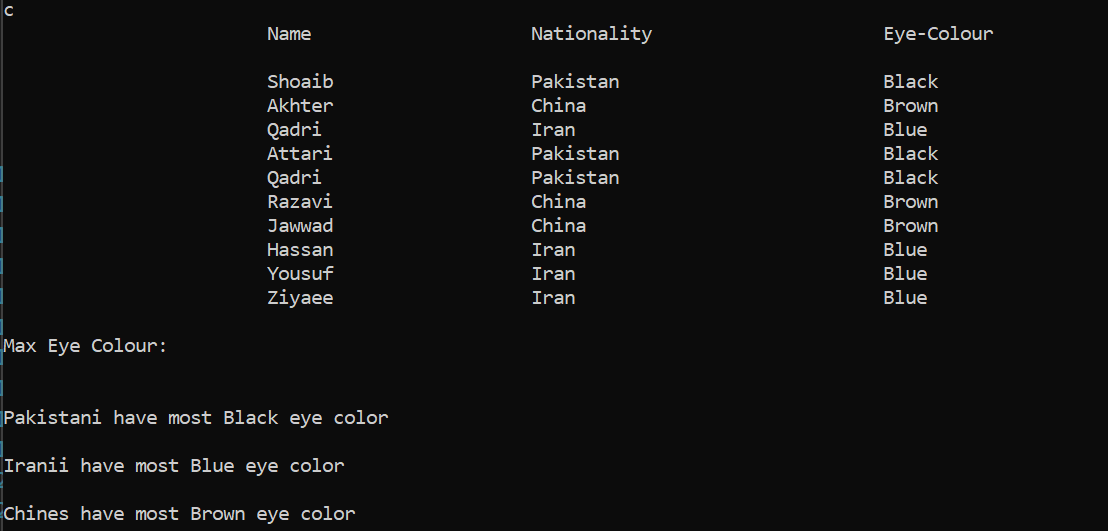 c
Name Nationality Eye-Colour
Shoaib Pakistan Black
Akhter China Brown
Qadri Iran Blue
Attari Pakistan Black
Qadri Pakistan Black
Razavi China Brown
Jawwad China Brown
Hassan Iran Blue
Yousuf Iran Blue
Ziyaee Iran Blue
Max Eye Colour:
Pakistani have most Black eye color
Iranii have most Blue eye color
Chines have most Brown eye color